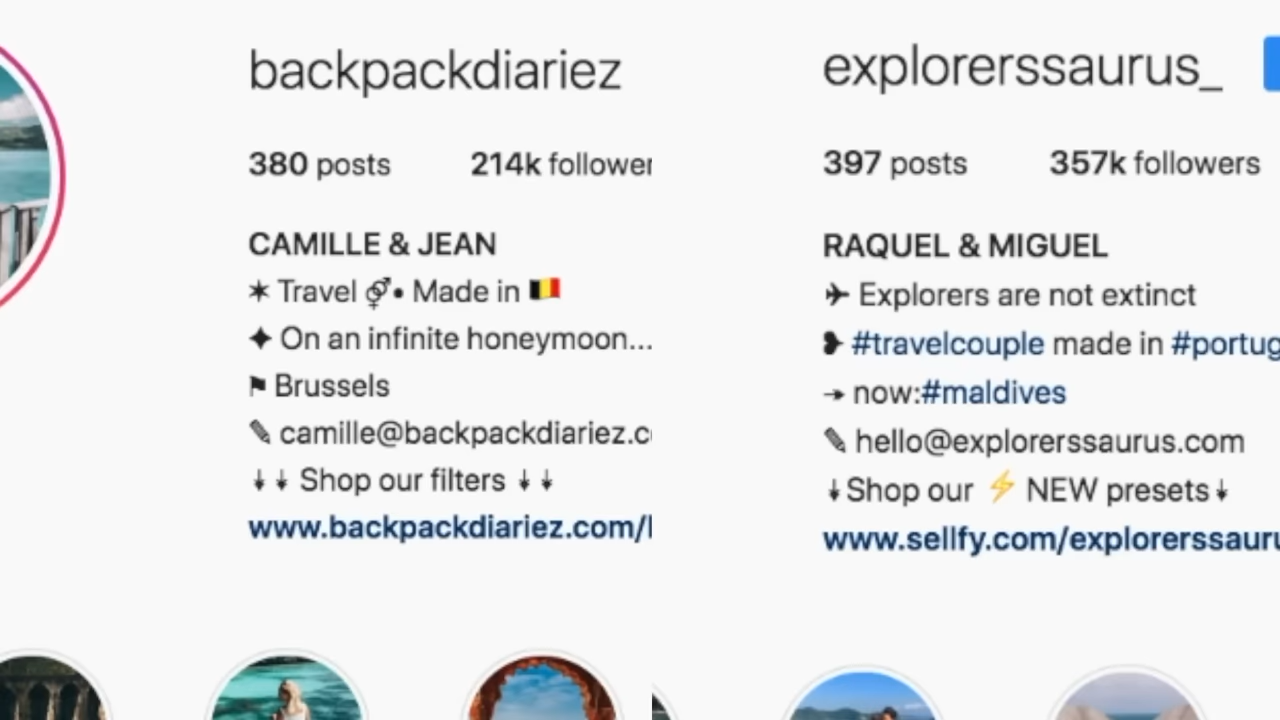 backpackdiariez
380 posts 214k follower
CAMILLE & JEAN
✶ Travel ⚤• Made in 🇧🇪
✦ On an infinite honeymoon...
⚑ Brussels
✎ camille@backpackdiariez.c
⇣⇣ Shop our filters ⇣⇣
www.backpackdiariez.com/
explorerssaurus_
397 posts 357k followers
RAQUEL & MIGUEL
✈ Explorers are not extinct
❥ #travelcouple made in #portug
➛ now:#maldives
✎ hello@explorerssaurus.com
⇣Shop our ⚡ NEW presets⇣
www.sellfy.com/explorerssauru